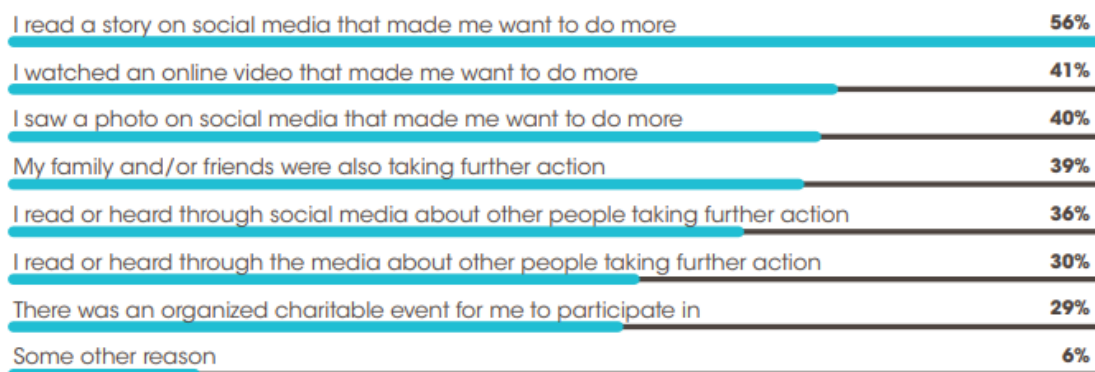 I read a story on social media that made me want to do more 56%
I watched an online video that made me want to do more 41%
I saw a photo on social media that made me want to do more 40%
My family and/or friends were also taking further action 39%
I read or heard through social media about other people taking further action 36%
I read or heard through the media about other people taking further action 30%
There was an organized charitable event for me to participate in 29%
Some other reason 6%